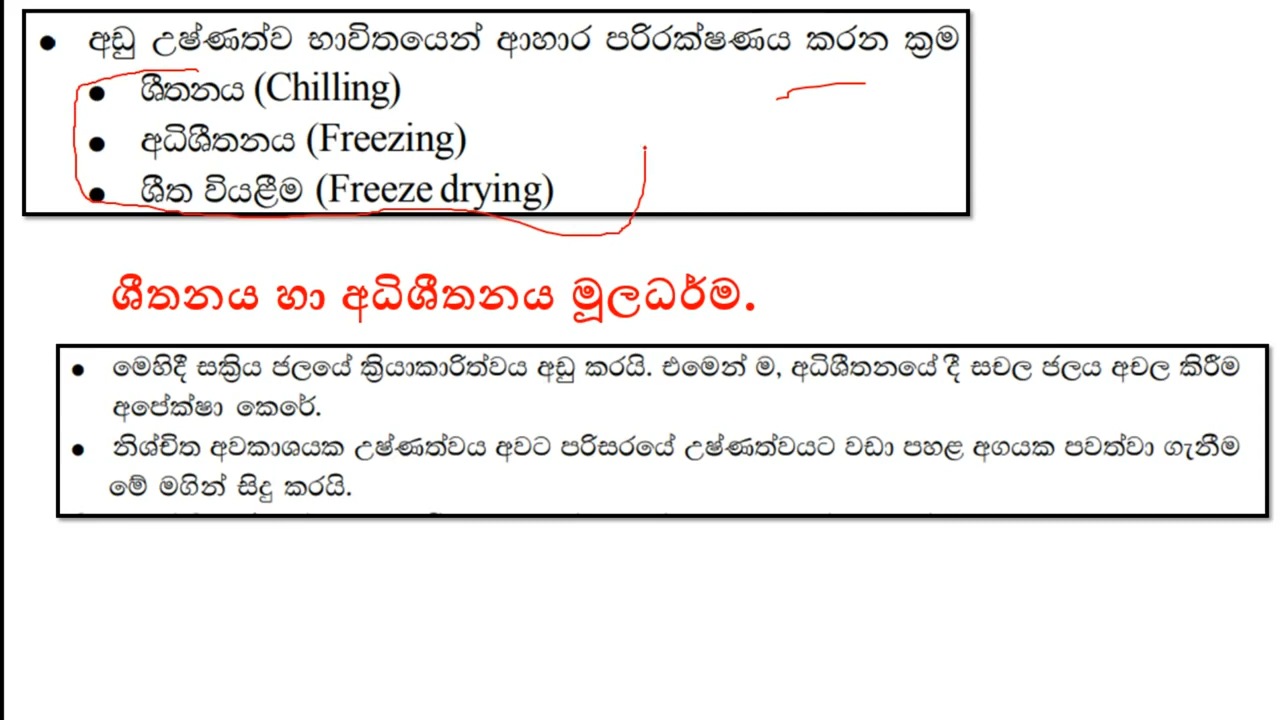 ● අඩු උෂ්ණත්ව භාවිතයෙන් ආහාර පරිරක්ෂණය කරන ක්‍රම
● ශීතනය (Chilling)
● අධිශීතනය (Freezing)
● ශීත වියළීම (Freeze drying)
ශීතනය හා අධිශීතනය මූලධර්ම.
● මෙහිදී සක්‍රිය ජලයේ ක්‍රියාකාරිත්වය අඩු කරයි. එමෙන් ම, අධිශීතනයේ දී සචල ජලය අචල කිරීම
අපේක්ෂා කෙරේ.
● නිශ්චිත අවකාශයක උෂ්ණත්වය අවට පරිසරයේ උෂ්ණත්වයට වඩා පහළ අගයක පවත්වා ගැනීම
මේ මගින් සිදු කරයි.